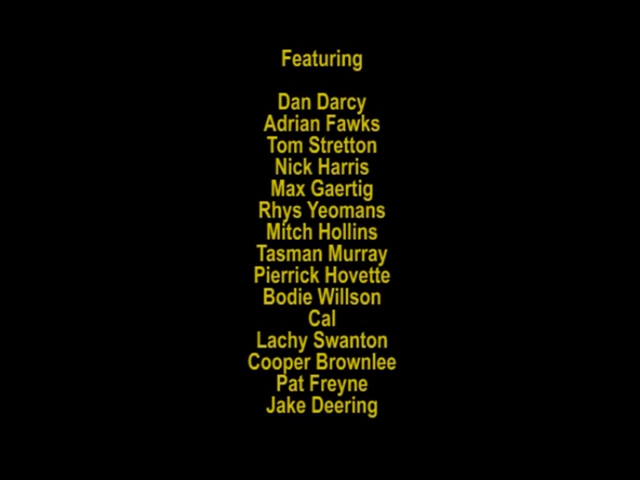 Featuring
Dan Darcy
Adrian Fawks
Tom Stretton
Nick Harris
Max Gaertig
Rhys Yeomans
Mitch Hollins
Tasman Murray
Pierrick Hovette
Bodie Willson
Cal
Lachy Swanton
Cooper Brownlee
Pat Freyne
Jake Deering